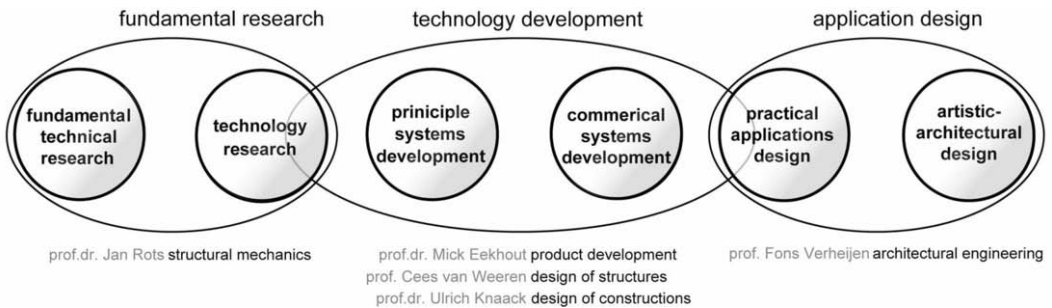 fundamental research
technology development
application design
fundamental
technical
research
technology
research
priniciple
systems
development
commerical
systems
development
practical
applications
design
artistic-
architectural
design
prof.dr. Jan Rots structural mechanics
prof.dr. Mick Eekhout product development
prof. Cees van Weeren design of structures
prof.dr. Ulrich Knaack design of constructions
prof. Fons Verheijen architectural engineering